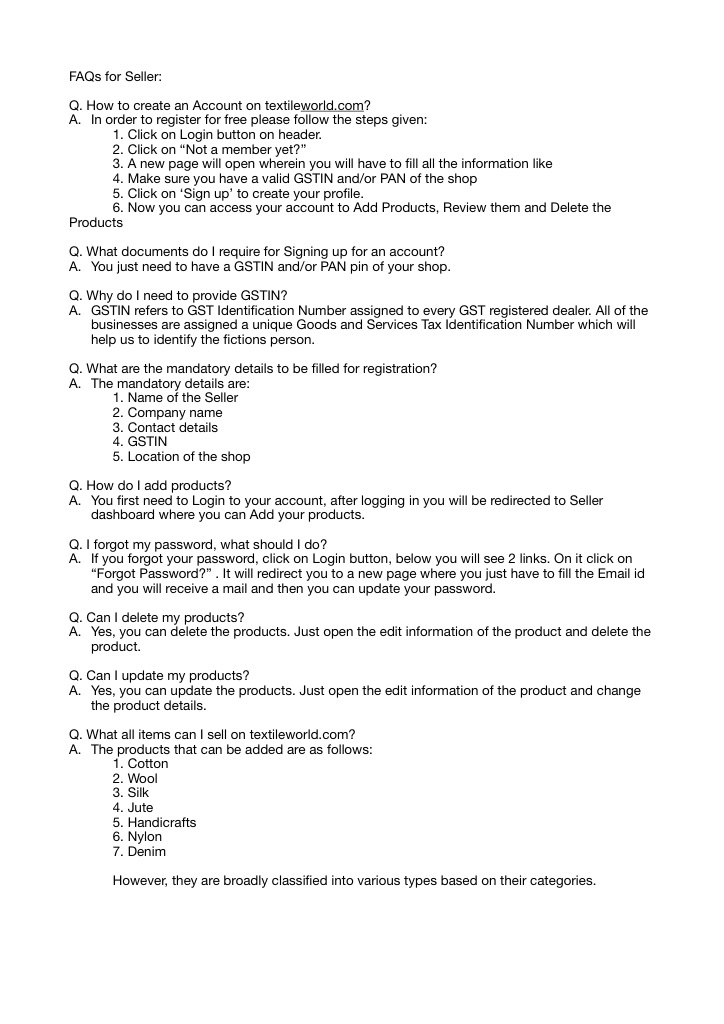 FAQs for Seller:
Q. How to create an Account on textileworld.com?
A. In order to register for free please follow the steps given:
1. Click on Login button on header.
2. Click on “Not a member yet?”
3. A new page will open wherein you will have to fill all the information like
4. Make sure you have a valid GSTIN and/or PAN of the shop
5. Click on ‘Sign up’ to create your profile.
6. Now you can access your account to Add Products, Review them and Delete the
Products
Q. What documents do I require for Signing up for an account?
A. You just need to have a GSTIN and/or PAN pin of your shop.
Q. Why do I need to provide GSTIN?
A. GSTIN refers to GST Identification Number assigned to every GST registered dealer. All of the
businesses are assigned a unique Goods and Services Tax Identification Number which will
help us to identify the fictions person.
Q. What are the mandatory details to be filled for registration?
A. The mandatory details are:
1. Name of the Seller
2. Company name
3. Contact details
4. GSTIN
5. Location of the shop
Q. How do I add products?
A. You first need to Login to your account, after logging in you will be redirected to Seller
dashboard where you can Add your products.
Q. I forgot my password, what should I do?
A. If you forgot your password, click on Login button, below you will see 2 links. On it click on
“Forgot Password?” . It will redirect you to a new page where you just have to fill the Email id
and you will receive a mail and then you can update your password.
Q. Can I delete my products?
A. Yes, you can delete the products. Just open the edit information of the product and delete the
product.
Q. Can I update my products?
A. Yes, you can update the products. Just open the edit information of the product and change
the product details.
Q. What all items can I sell on textileworld.com?
A. The products that can be added are as follows:
1. Cotton
2. Wool
3. Silk
4. Jute
5. Handicrafts
6. Nylon
7. Denim
However, they are broadly classified into various types based on their categories.